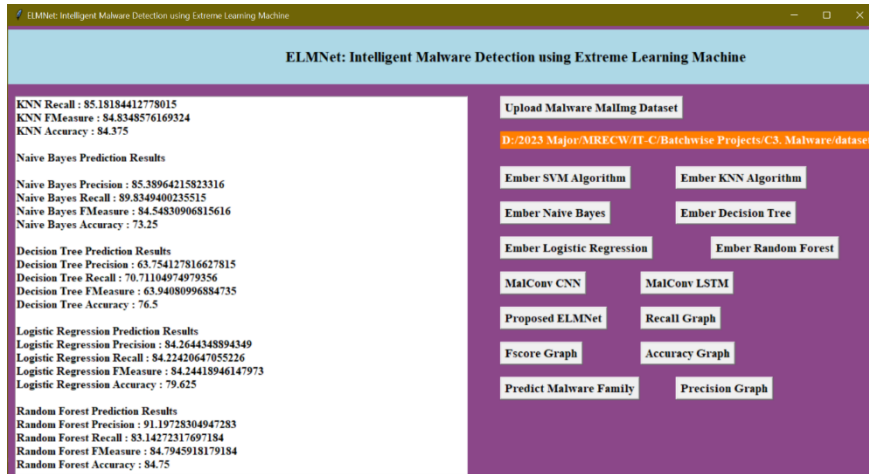 ELMNet: Intelligent Malware Detection using Extreme Learning Machine
ELMNet: Intelligent Malware Detection using Extreme Learning Machine
KNN Recall : 85.18184412778015
KNN FMeasure : 84.8348576169324
KNN Accuracy : 84.375
Naive Bayes Prediction Results
Naive Bayes Precision : 85.38964215823316
Naive Bayes Recall : 89.8349400235515
Naive Bayes FMeasure : 84.54830906815616
Naive Bayes Accuracy : 73.25
Decision Tree Prediction Results
Decision Tree Precision : 63.754127816627815
Decision Tree Recall : 70.71104974979356
Decision Tree FMeasure : 63.94080996884735
Decision Tree Accuracy : 76.5
Logistic Regression Prediction Results
Logistic Regression Precision : 84.2644348894349
Logistic Regression Recall : 84.22420647055226
Logistic Regression FMeasure : 84.24418946147973
Logistic Regression Accuracy : 79.625
Random Forest Prediction Results
Random Forest Precision : 91.19728304947283
Random Forest Recall : 83.14272317697184
Random Forest FMeasure : 84.7945918179184
Random Forest Accuracy : 84.75
Upload Malware MalImg Dataset
D:/2023 Major/MRECW/IT-C/Batchwise Projects/C3. Malware/dataset
Ember SVM Algorithm Ember KNN Algorithm
Ember Naive Bayes Ember Decision Tree
Ember Logistic Regression Ember Random Forest
MalConv CNN MalConv LSTM
Proposed ELMNet Recall Graph
Fscore Graph Accuracy Graph
Predict Malware Family Precision Graph